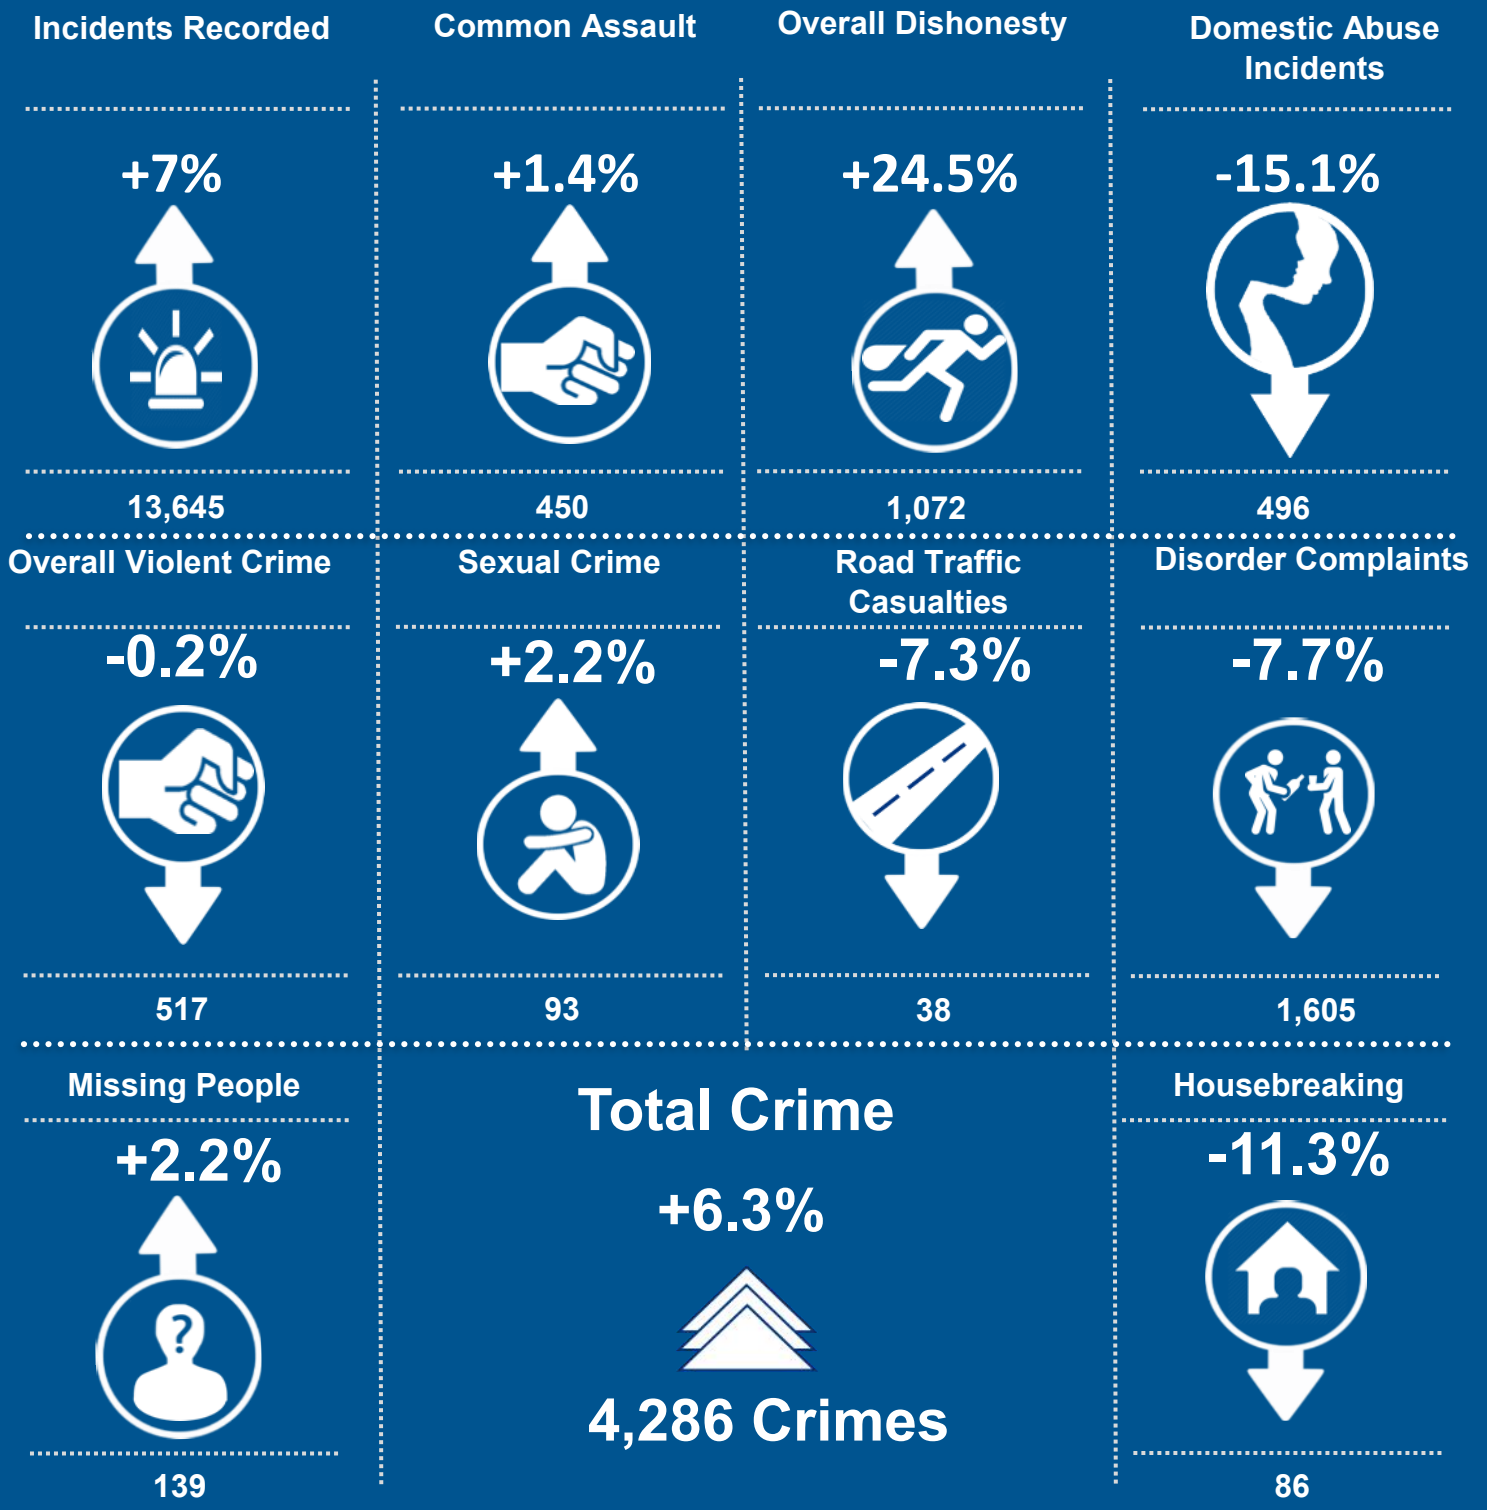 Incidents Recorded
+7%
13,645
Common Assault
+1.4%
450
Overall Dishonesty
+24.5%
1,072
Domestic Abuse
Incidents
-15.1%
496
Overall Violent Crime
-0.2%
517
Sexual Crime
+2.2%
93
Road Traffic
Casualties
-7.3%
38
Disorder Complaints
-7.7%
1,605
Missing People
+2.2%
?
139
Total Crime
+6.3%
4,286 Crimes
Housebreaking
-11.3%
86